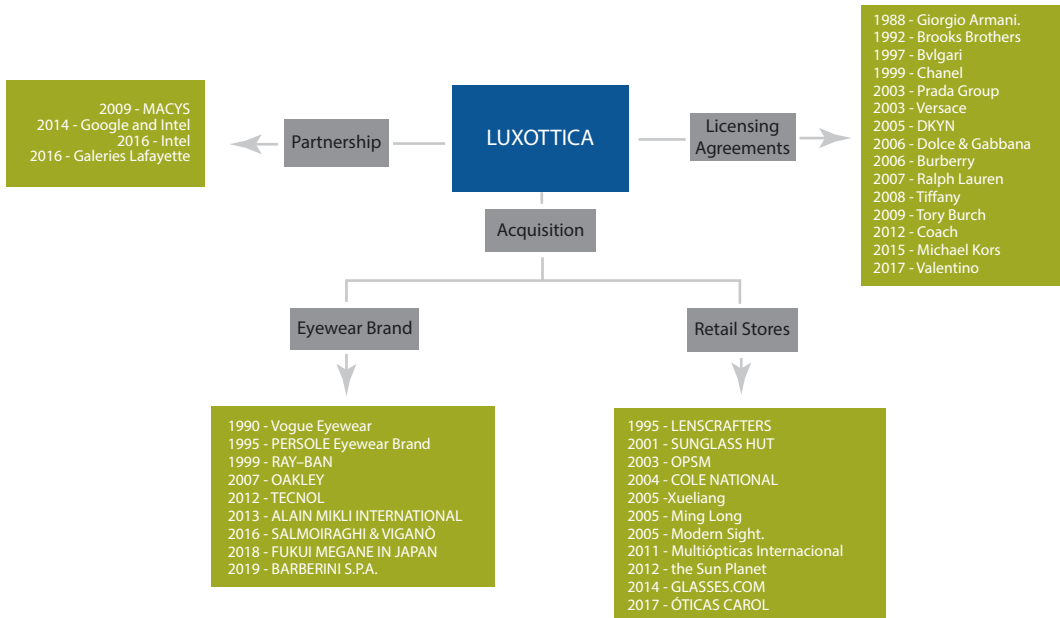 LUXOTTICA
Partnership
2009 - MACYS
2014 - Google and Intel
2016 - Intel
2016 - Galeries Lafayette
Licensing
Agreements
1988 - Giorgio Armani.
1992 - Brooks Brothers
1997 - Bvlgari
1999 - Chanel
2003 - Prada Group
2003 - Versace
2005 - DKYN
2006 - Dolce & Gabbana
2006 - Burberry
2007 - Ralph Lauren
2008 - Tiffany
2009 - Tory Burch
2012 - Coach
2015 - Michael Kors
2017 - Valentino
Acquisition
Eyewear Brand
1990 - Vogue Eyewear
1995 - PERSOLE Eyewear Brand
1999 - RAY–BAN
2007 - OAKLEY
2012 - TECNOL
2013 - ALAIN MIKLI INTERNATIONAL
2016 - SALMOIRAGHI & VIGANÒ
2018 - FUKUI MEGANE IN JAPAN
2019 - BARBERINI S.P.A.
Retail Stores
1995 - LENSCRAFTERS
2001 - SUNGLASS HUT
2003 - OPSM
2004 - COLE NATIONAL
2005 -Xueliang
2005 - Ming Long
2005 - Modern Sight.
2011 - Multiópticas Internacional
2012 - the Sun Planet
2014 - GLASSES.COM
2017 - ÓTICAS CAROL